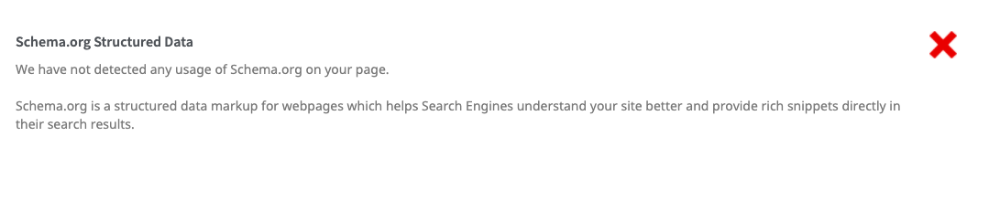 Schema.org Structured Data
We have not detected any usage of Schema.org on your page.
Schema.org is a structured data markup for webpages which helps Search Engines understand your site better and provide rich snippets directly in
their search results.